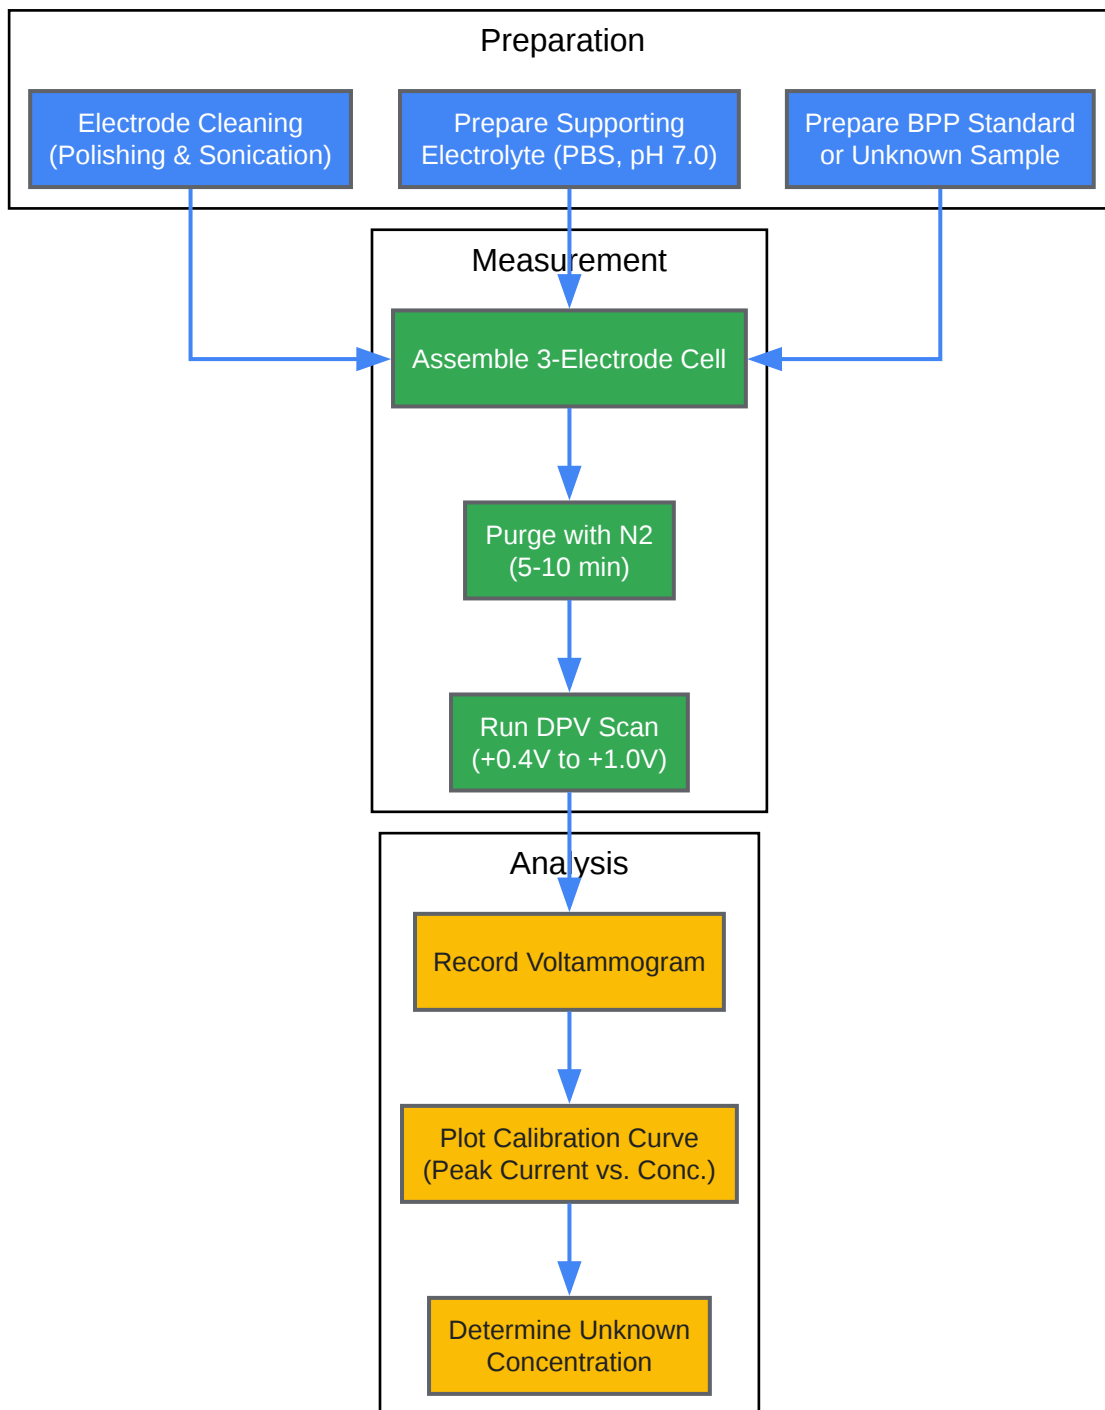 Preparation
Electrode Cleaning
(Polishing & Sonication)
Prepare Supporting
Electrolyte (PBS, pH 7.0)
Prepare BPP Standard
or Unknown Sample
Measurement
Assemble 3-Electrode Cell
Purge with N2
(5-10 min)
Run DPV Scan
(+0.4V to +1.0V)
Analysis
Record Voltammogram
Plot Calibration Curve
(Peak Current vs. Conc.)
Determine Unknown
Concentration